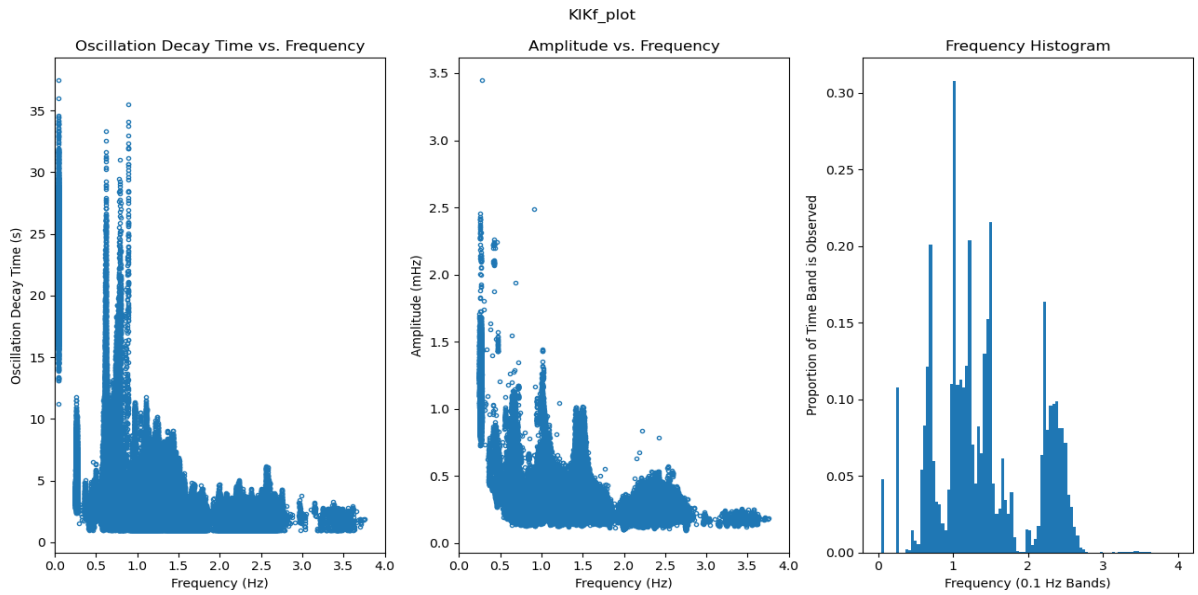 KIKf_plot
Oscillation Decay Time vs. Frequency
Oscillation Decay Time (s)
35
30
25
20
15
10
5
0
0.0 0.5 1.0 1.5 2.0 2.5 3.0 3.5 4.0
Frequency (Hz)
Amplitude vs. Frequency
Amplitude (mHz)
3.5
3.0
2.5
2.0
1.5
1.0
0.5
0.0
0.0 0.5 1.0 1.5 2.0 2.5 3.0 3.5 4.0
Frequency (Hz)
Frequency Histogram
Proportion of Time Band is Observed
0.30
0.25
0.20
0.15
0.10
0.05
0.00
0 1 2 3 4
Frequency (0.1 Hz Bands)